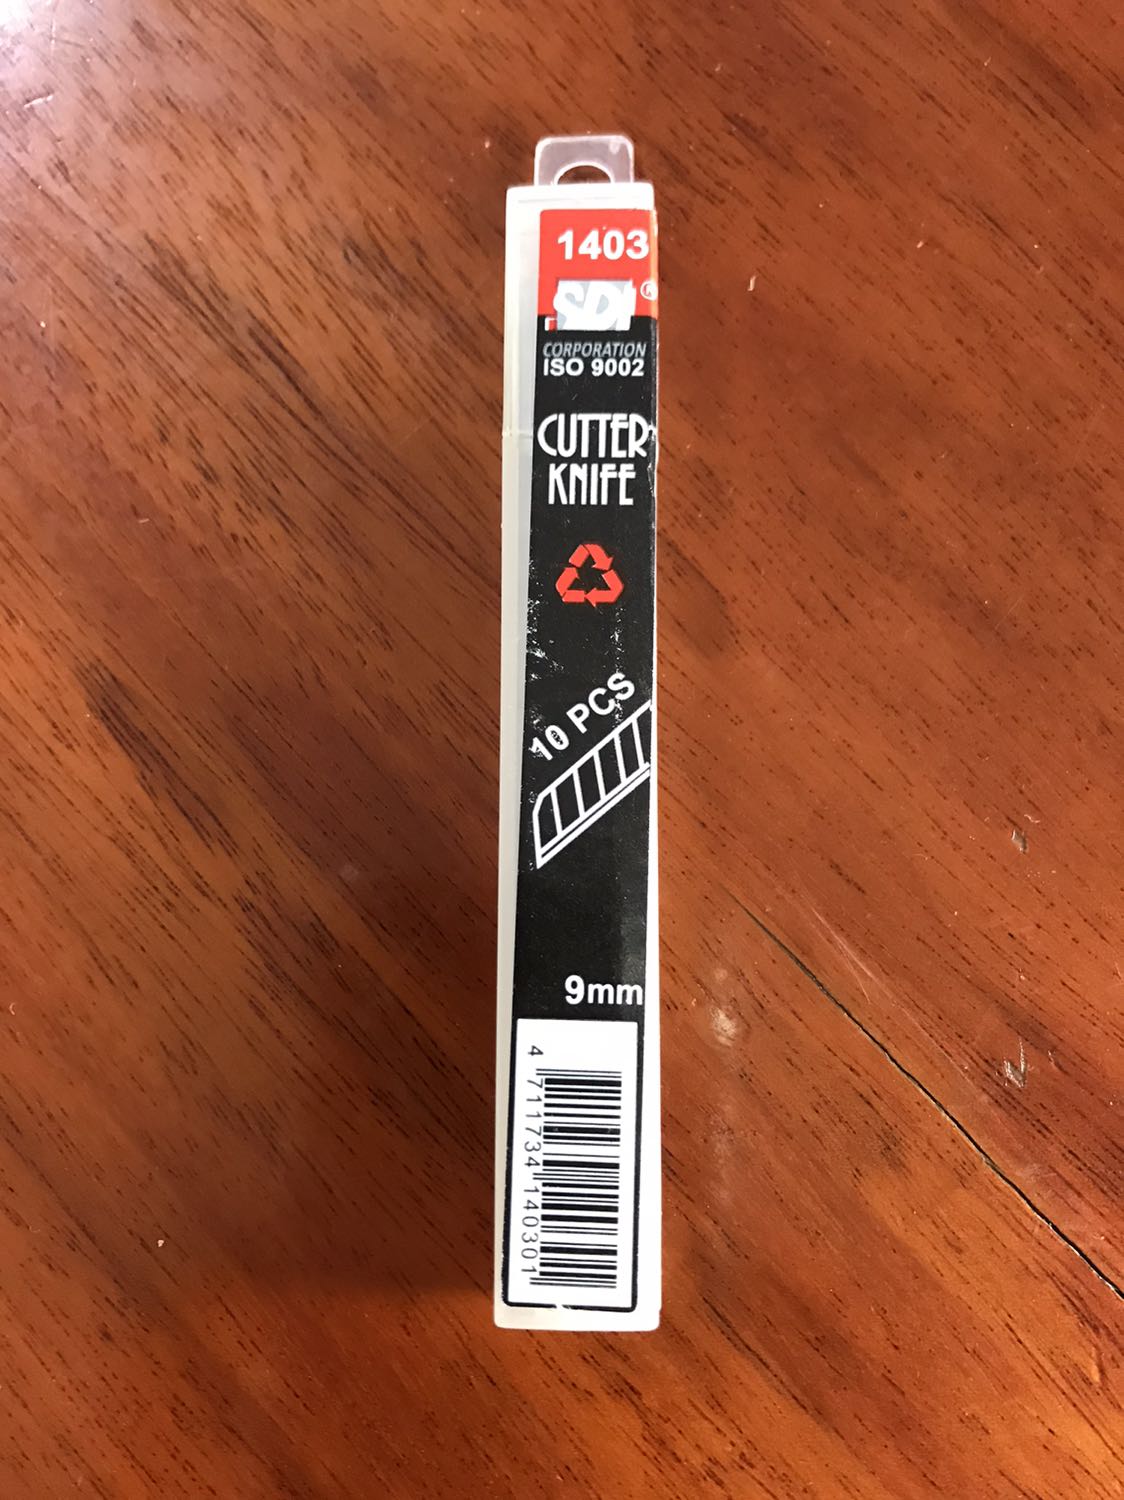 1403
SDI®
CORPORATION
ISO 9002
CUTTER
KNIFE
10 PCS
9mm
4 711734 140301